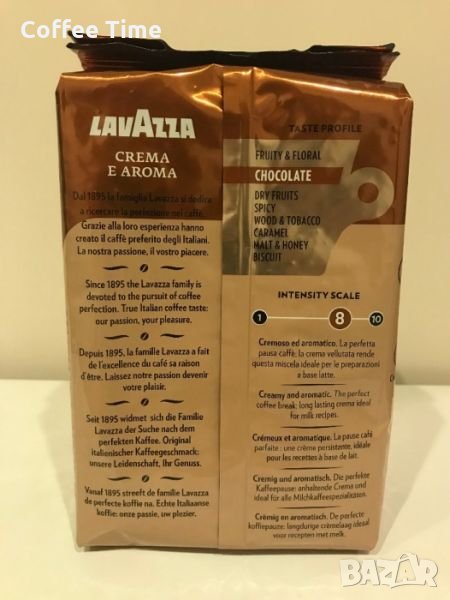 Coffee Time
LAVAZZA
CREMA
E AROMA
Dal 1895 la famiglia Lavazza si dedica
a ricercare la perfezione nel caffè.
Grazie alla loro esperienza hanno
creato il caffè preferito degli Italiani.
La nostra passione, il vostro piacere.
Since 1895 the Lavazza family is
devoted to the pursuit of coffee
perfection. True Italian coffee taste:
our passion, your pleasure.
Depuis 1895, la famille Lavazza a fait
de l'excellence du café sa raison
d'être. Laissez notre passion devenir
votre plaisir.
Seit 1895 widmet sich die Familie
Lavazza der Suche nach dem
perfekten Kaffee. Original
italienischer Kaffeegeschmack:
unsere Leidenschaft, Ihr Genuss.
Vanaf 1895 streeft de familie Lavazza
de perfecte koffie na. Echte Italiaanse
koffie: onze passie, uw plezier.
TASTE PROFILE
FRUITY & FLORAL
CHOCOLATE
DRY FRUITS
SPICY
WOOD & TOBACCO
CARAMEL
MALT & HONEY
BISCUIT
INTENSITY SCALE
1 8 10
Cremoso ed aromatico. La perfetta
pausa caffè: la crema vellutata rende
questa miscela ideale per le preparazioni
a base latte.
Creamy and aromatic. The perfect
coffee break: long lasting crema ideal
for milk recipes.
Crémeux et aromatique. La pause café
parfaite : une crème persistante, idéale
pour les recettes à base de lait.
Cremig und aromatisch. Die perfekte
Kaffeepause: anhaltende Crema und
ideal für alle Milchkaffeespezialitäten.
Crèmig en aromatisch. De perfecte
koffiepauze: langdurige crèmelaag ideaal
voor recepten met melk.
BAZAR